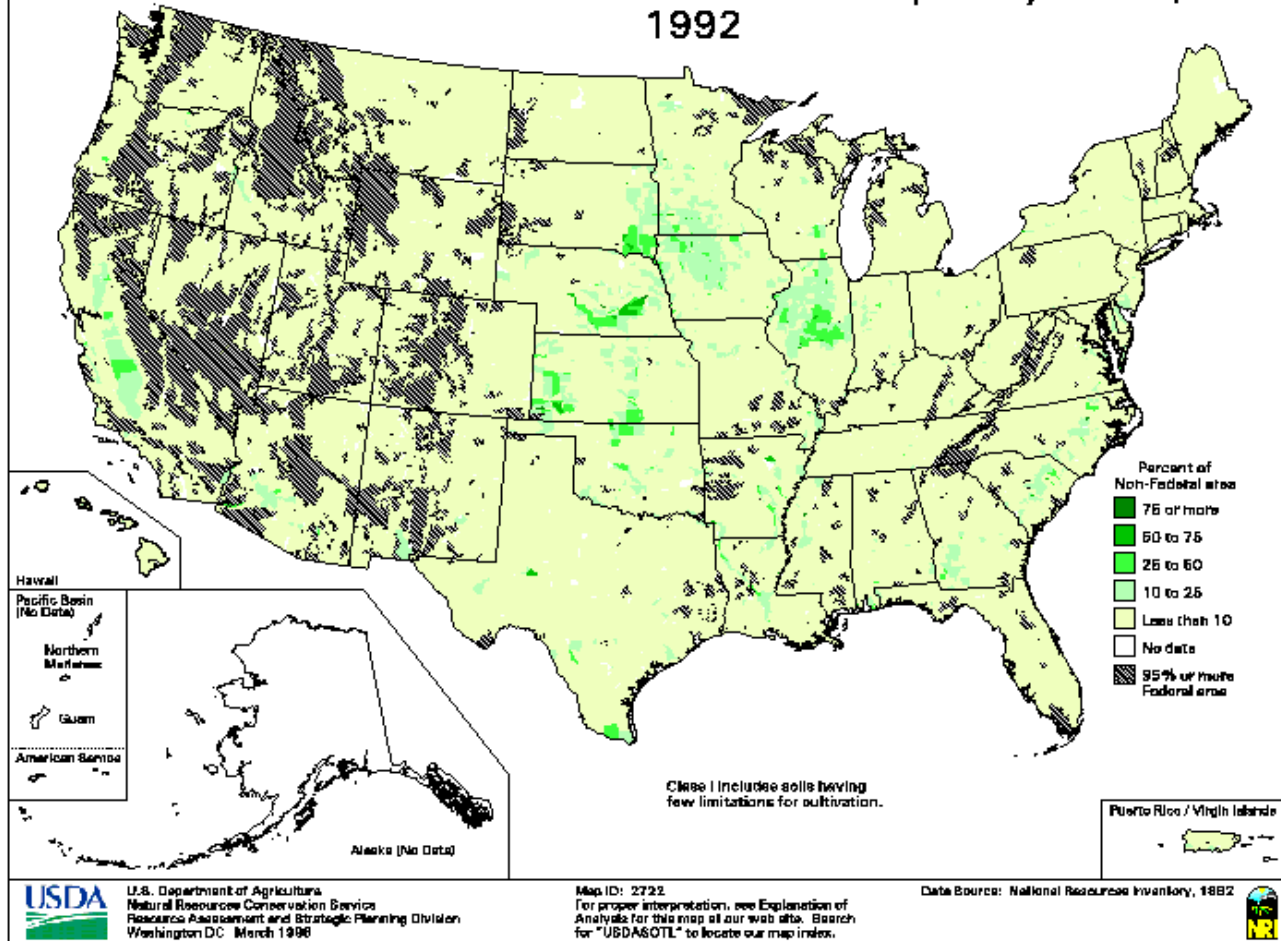 1992
Percent of
Non-Federal area
75 or more
50 to 75
25 to 50
10 to 25
Less than 10
No data
95% or more
Federal area
Hawaii
Pacific Basin
(No Data)
Northern
Marianas
Guam
American Samoa
Alaska (No Data)
Class I includes soils having
few limitations for cultivation.
Puerto Rico / Virgin Islands
USDA
U.S. Department of Agriculture
Natural Resources Conservation Service
Resource Assessment and Strategic Planning Division
Washington DC March 1996
Map ID: 2722
For proper interpretation, see Explanation of
Analysis for this map at our web site. Search
for "USDASOTL" to locate our map index.
Data Source: National Resources Inventory, 1992
NRI